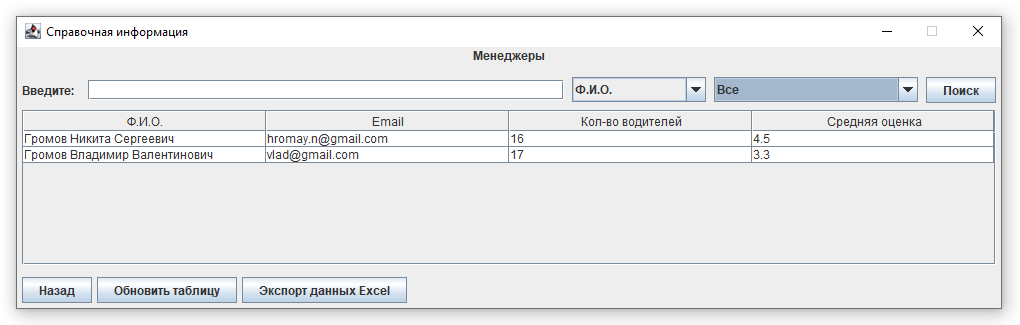 Справочная информация
Менеджеры
Введите: Ф.И.О. Все Поиск
Ф.И.О. Email Кол-во водителей Средняя оценка
Громов Никита Сергеевич hromay.n@gmail.com 16 4.5
Громов Владимир Валентинович vlad@gmail.com 17 3.3
Назад Обновить таблицу Экспорт данных Excel